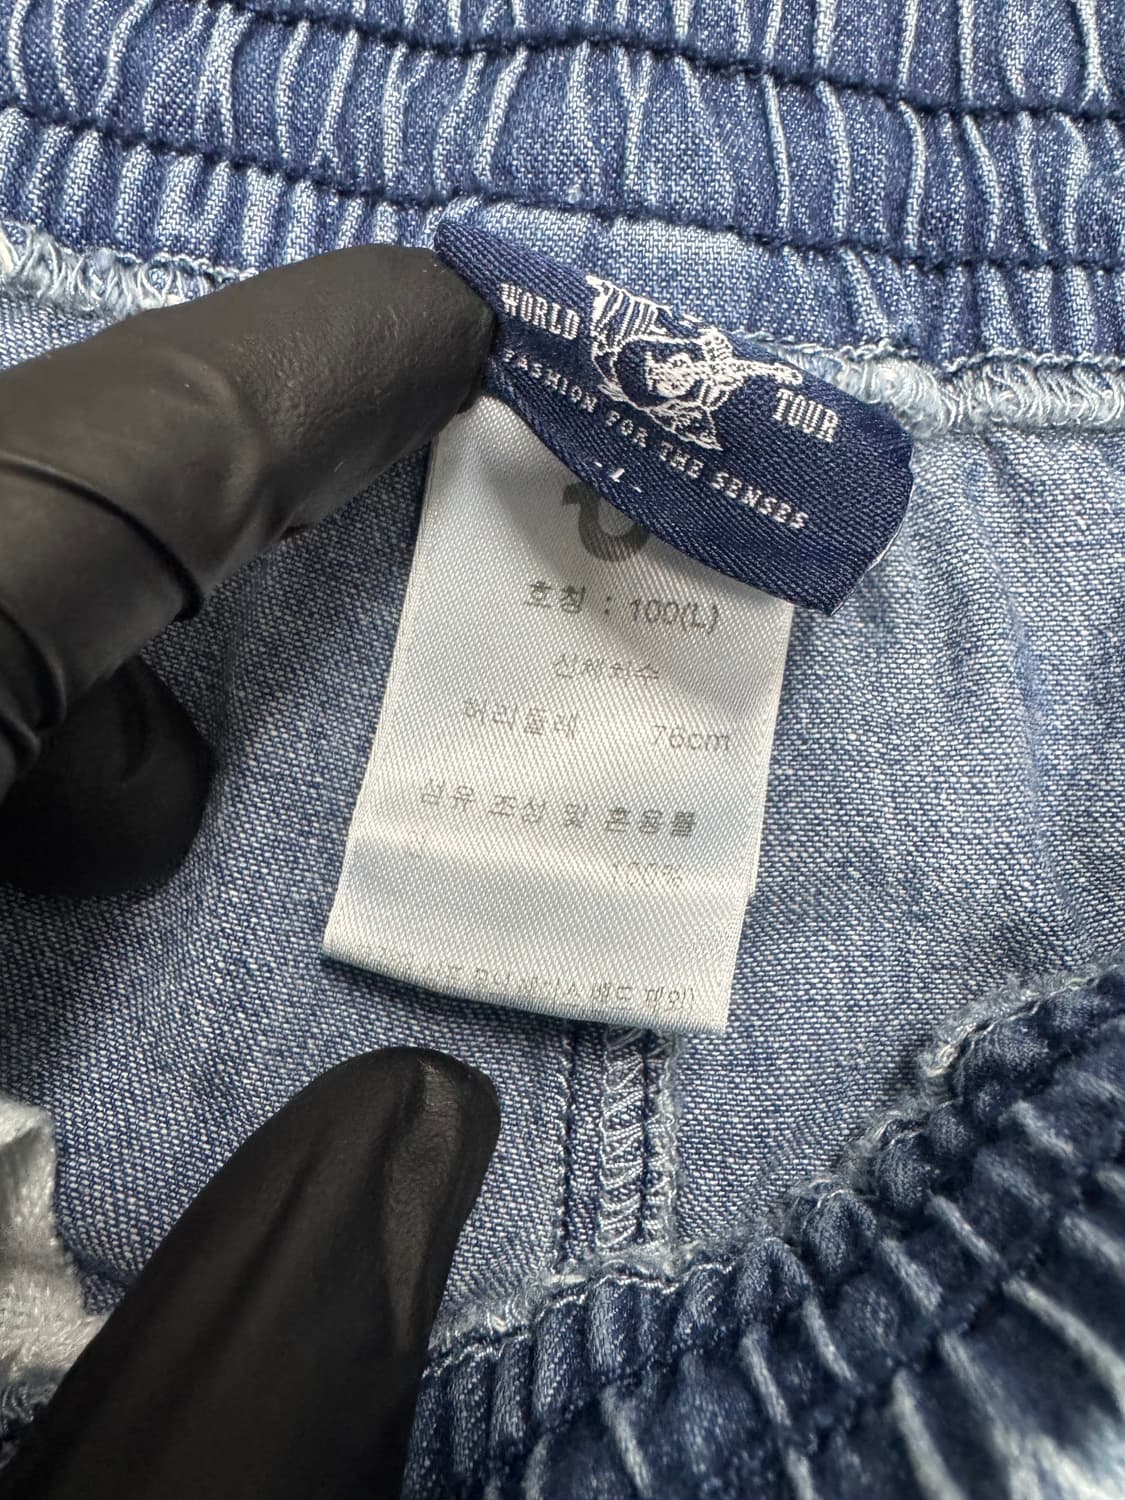 WORLD TOUR
FASHION FOR THE SENSES
- L -
호칭 : 100(L)
신체치수
허리둘레 76cm
섬유 조성 및 혼용률
100%